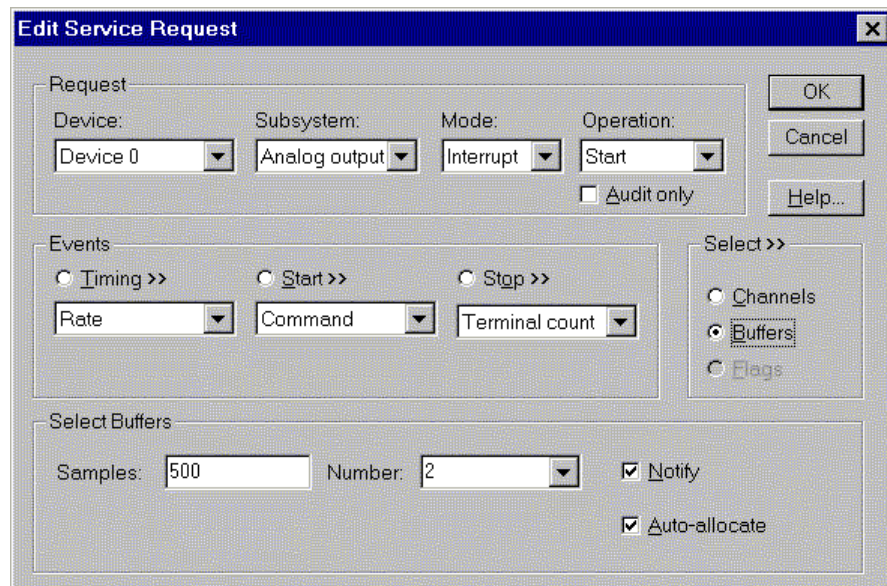 Edit Service Request
Request
OK
Device: Subsystem: Mode: Operation:
Device 0 Analog output Interrupt Start
Cancel
Audit only
Help...
Events
Select >>
Timing >> Start >> Stop >>
Channels
Rate Command Terminal count
Buffers
Flags
Select Buffers
Samples: 500 Number: 2 Notify
Auto-allocate